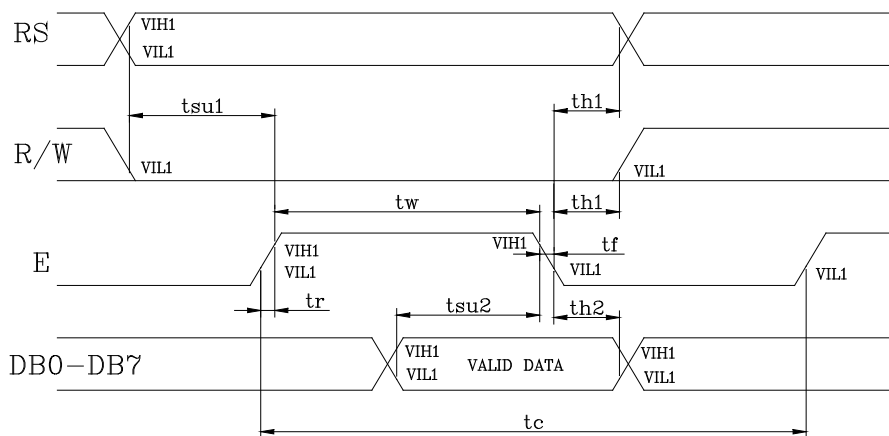 RS
VIH1
VIL1
tsu1
th1
R/W
VIL1
VIL1
tw
th1
E
VIH1
VIL1
VIH1
tf
VIL1
VIL1
tr
tsu2
th2
DB0-DB7
VIH1
VIL1
VALID DATA
VIH1
VIL1
tc